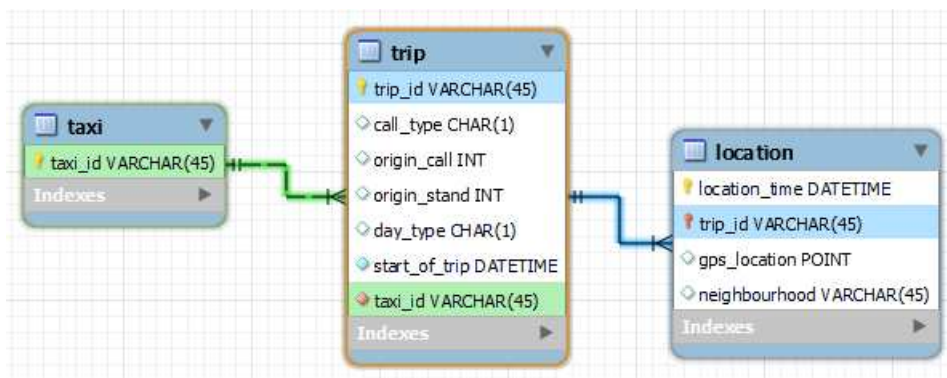 taxi
taxi_id VARCHAR(45)
Indexes
trip
trip_id VARCHAR(45)
call_type CHAR(1)
origin_call INT
origin_stand INT
day_type CHAR(1)
start_of_trip DATETIME
taxi_id VARCHAR(45)
Indexes
location
location_time DATETIME
trip_id VARCHAR(45)
gps_location POINT
neighbourhood VARCHAR(45)
Indexes